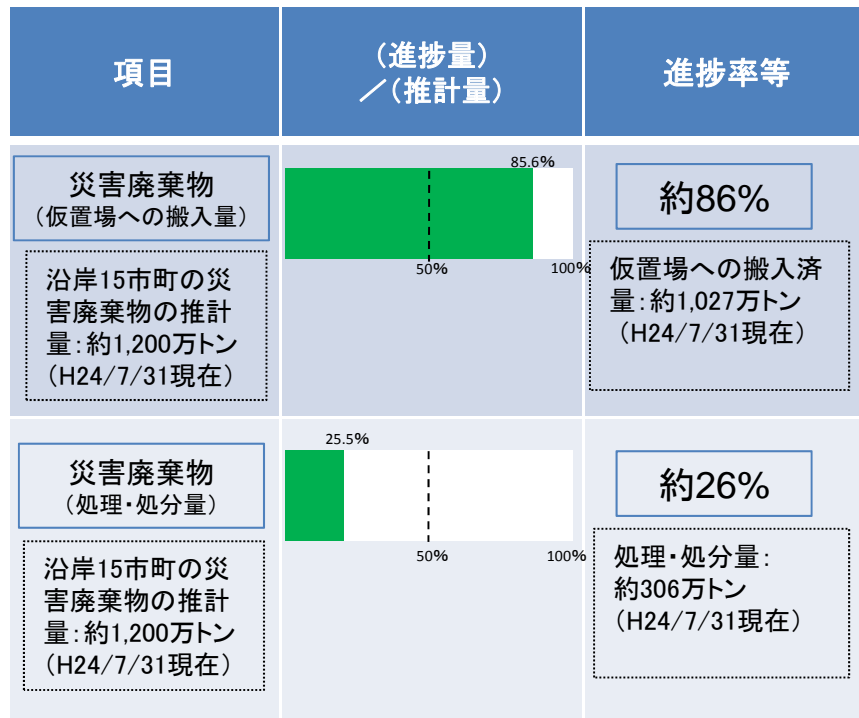 項目
（進捗量）
／（推計量）
進捗率等
災害廃棄物
（仮置場への搬入量）
沿岸15市町の災
害廃棄物の推計
量：約1,200万トン
（H24/7/31現在）
85.6%
50%
100%
約86%
仮置場への搬入済
量：約1,027万トン
（H24/7/31現在）
災害廃棄物
（処理・処分量）
沿岸15市町の災
害廃棄物の推計
量：約1,200万トン
（H24/7/31現在）
25.5%
50%
100%
約26%
処理・処分量：
約306万トン
（H24/7/31現在）